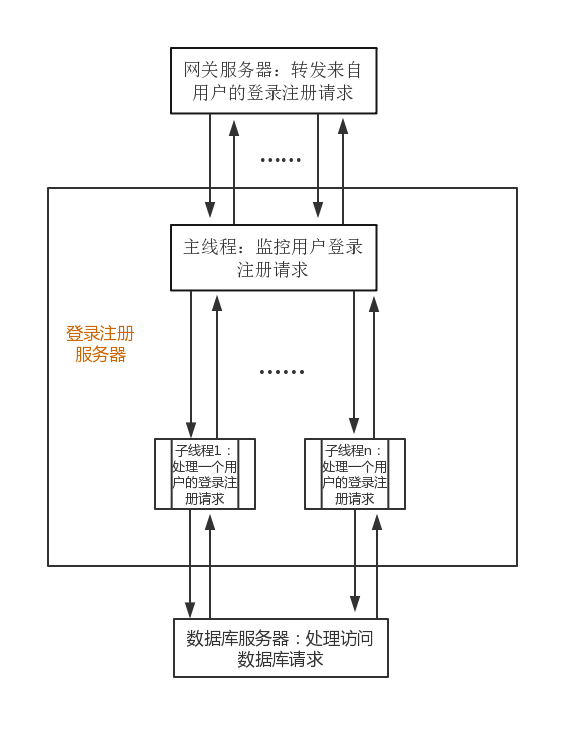 网关服务器：转发来自
用户的登录注册请求
……
主线程：监控用户登录
注册请求
登录注册
服务器
……
子线程1：
处理一个用
户的登录注
册请求
子线程n：
处理一个用
户的登录注
册请求
数据库服务器：处理访问
数据库请求